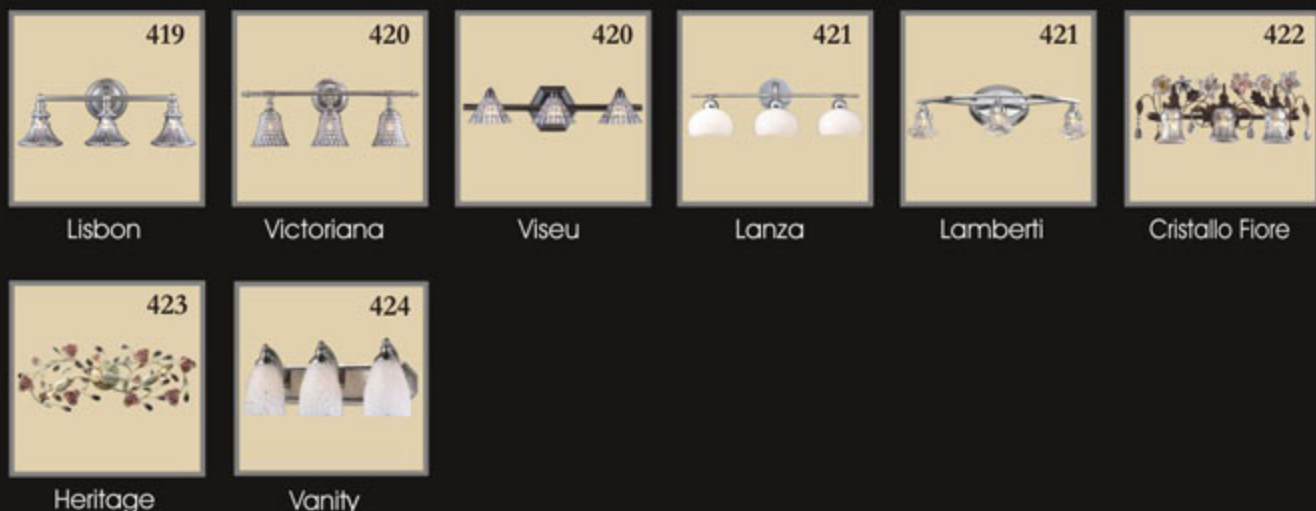 419 420 420 421 421 422
Lisbon Victoriana Viseu Lanza Lamberti Cristallo Fiore
423 424
Heritage Vanity